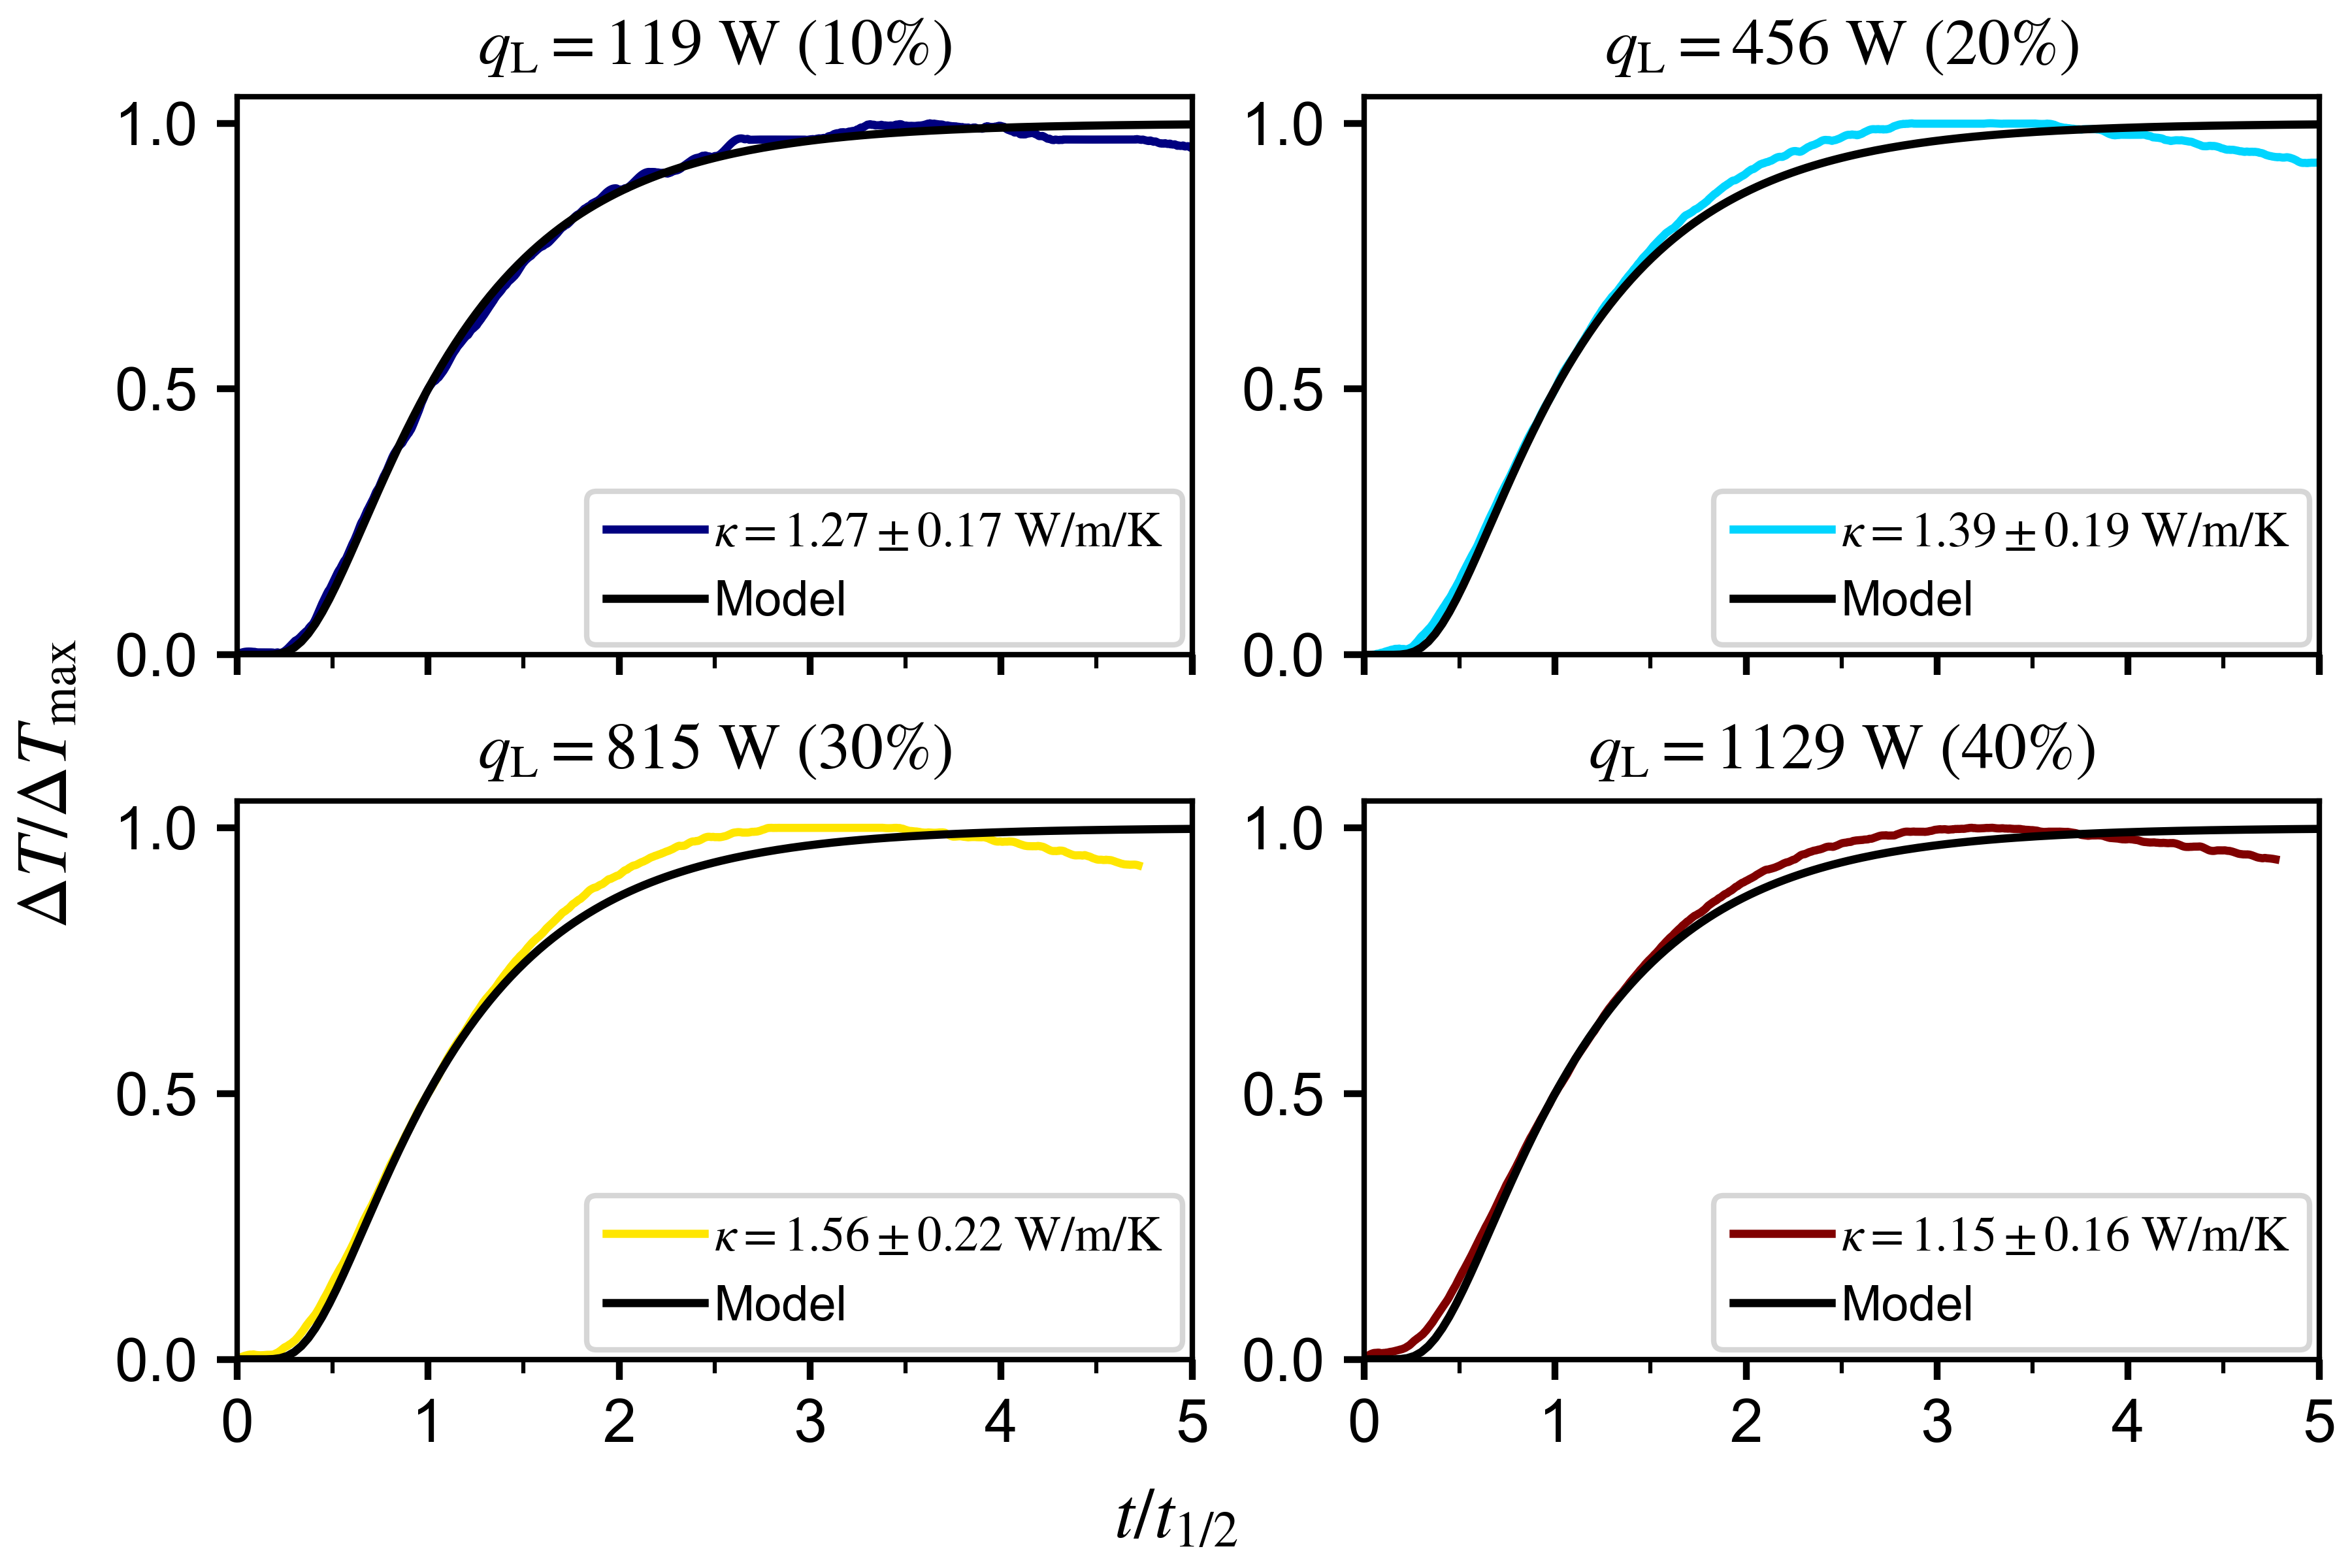 q_L = 119 W (10%)
1.0
0.5
0.0
κ = 1.27 ± 0.17 W/m/K
Model
q_L = 456 W (20%)
1.0
0.5
0.0
κ = 1.39 ± 0.19 W/m/K
Model
q_L = 815 W (30%)
1.0
0.5
0.0
κ = 1.56 ± 0.22 W/m/K
Model
0 1 2 3 4 5
q_L = 1129 W (40%)
1.0
0.5
0.0
κ = 1.15 ± 0.16 W/m/K
Model
0 1 2 3 4 5
ΔT/ΔT_max
t/t_1/2